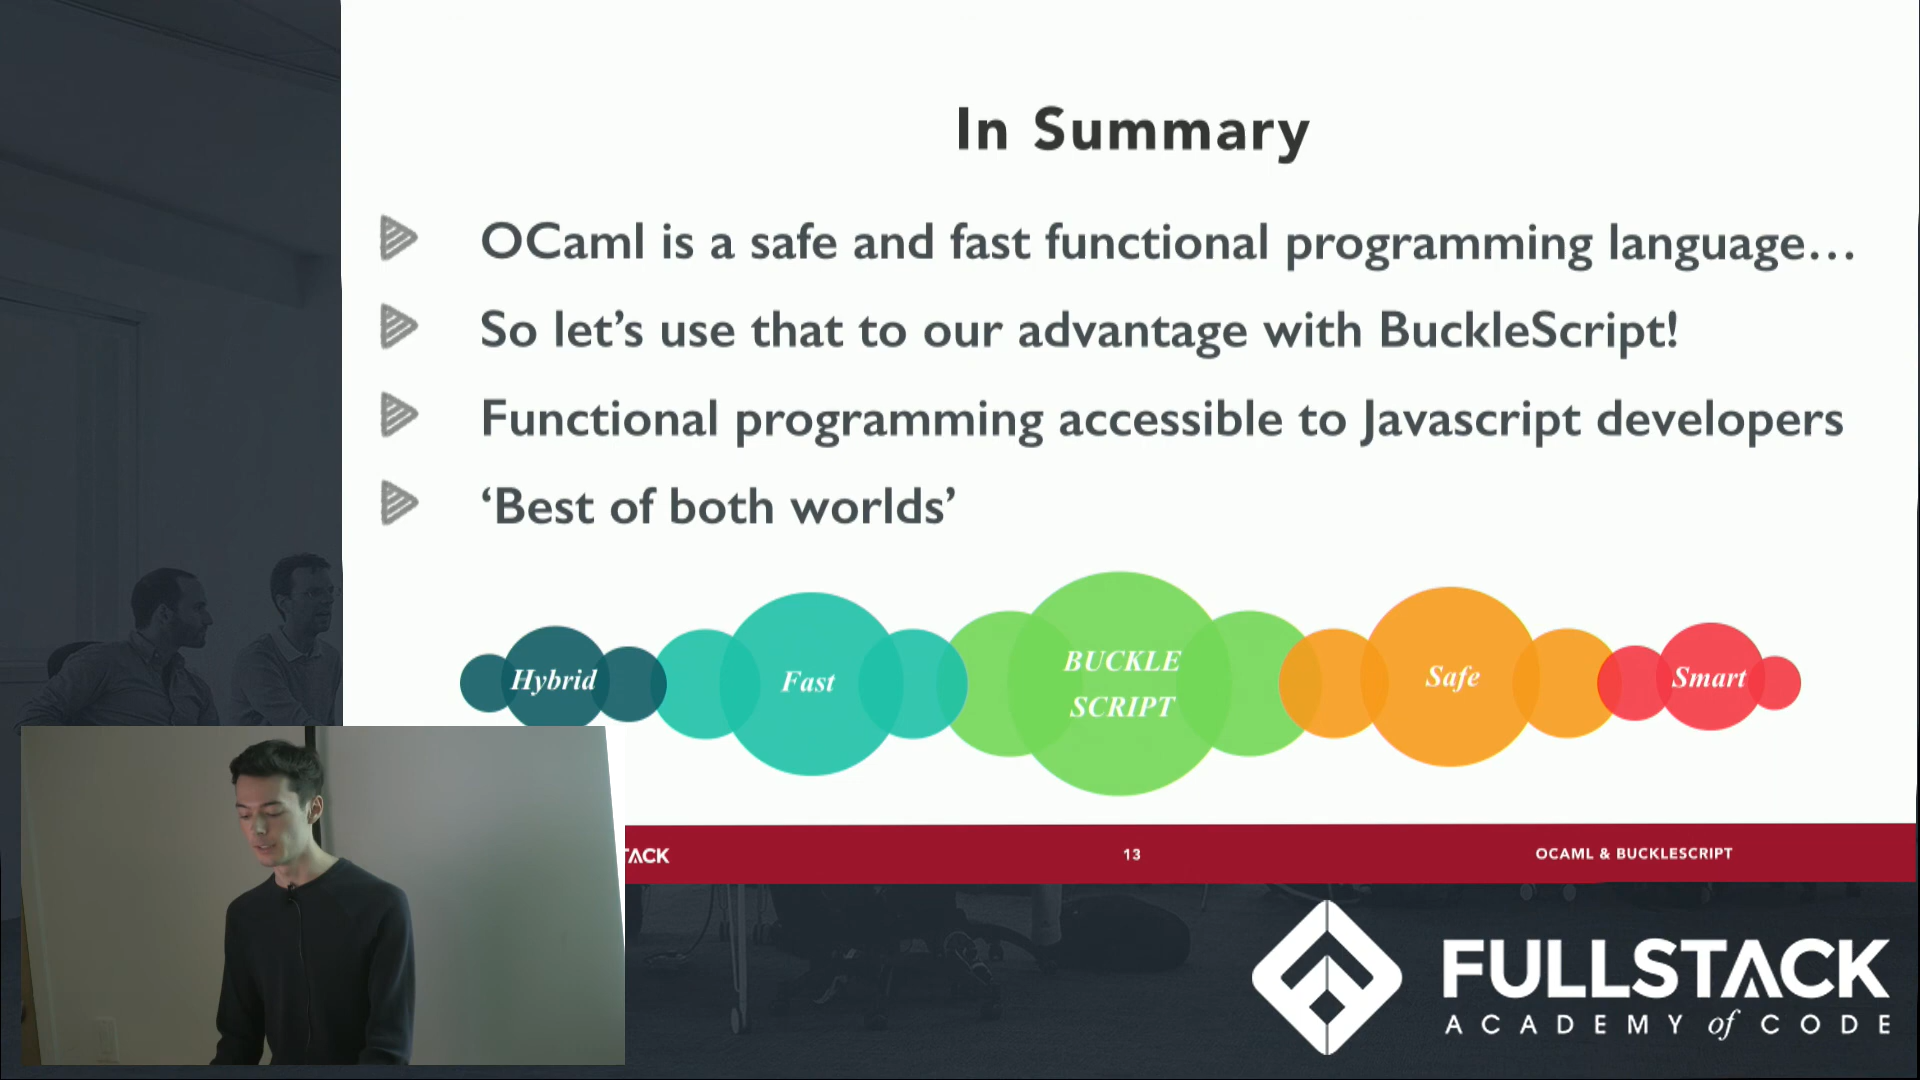 In Summary
OCaml is a safe and fast functional programming language…
So let’s use that to our advantage with BuckleScript!
Functional programming accessible to Javascript developers
‘Best of both worlds’
Hybrid
Fast
BUCKLE
SCRIPT
Safe
Smart
13
OCAML & BUCKLESCRIPT
FULLSTACK
ACADEMY of CODE